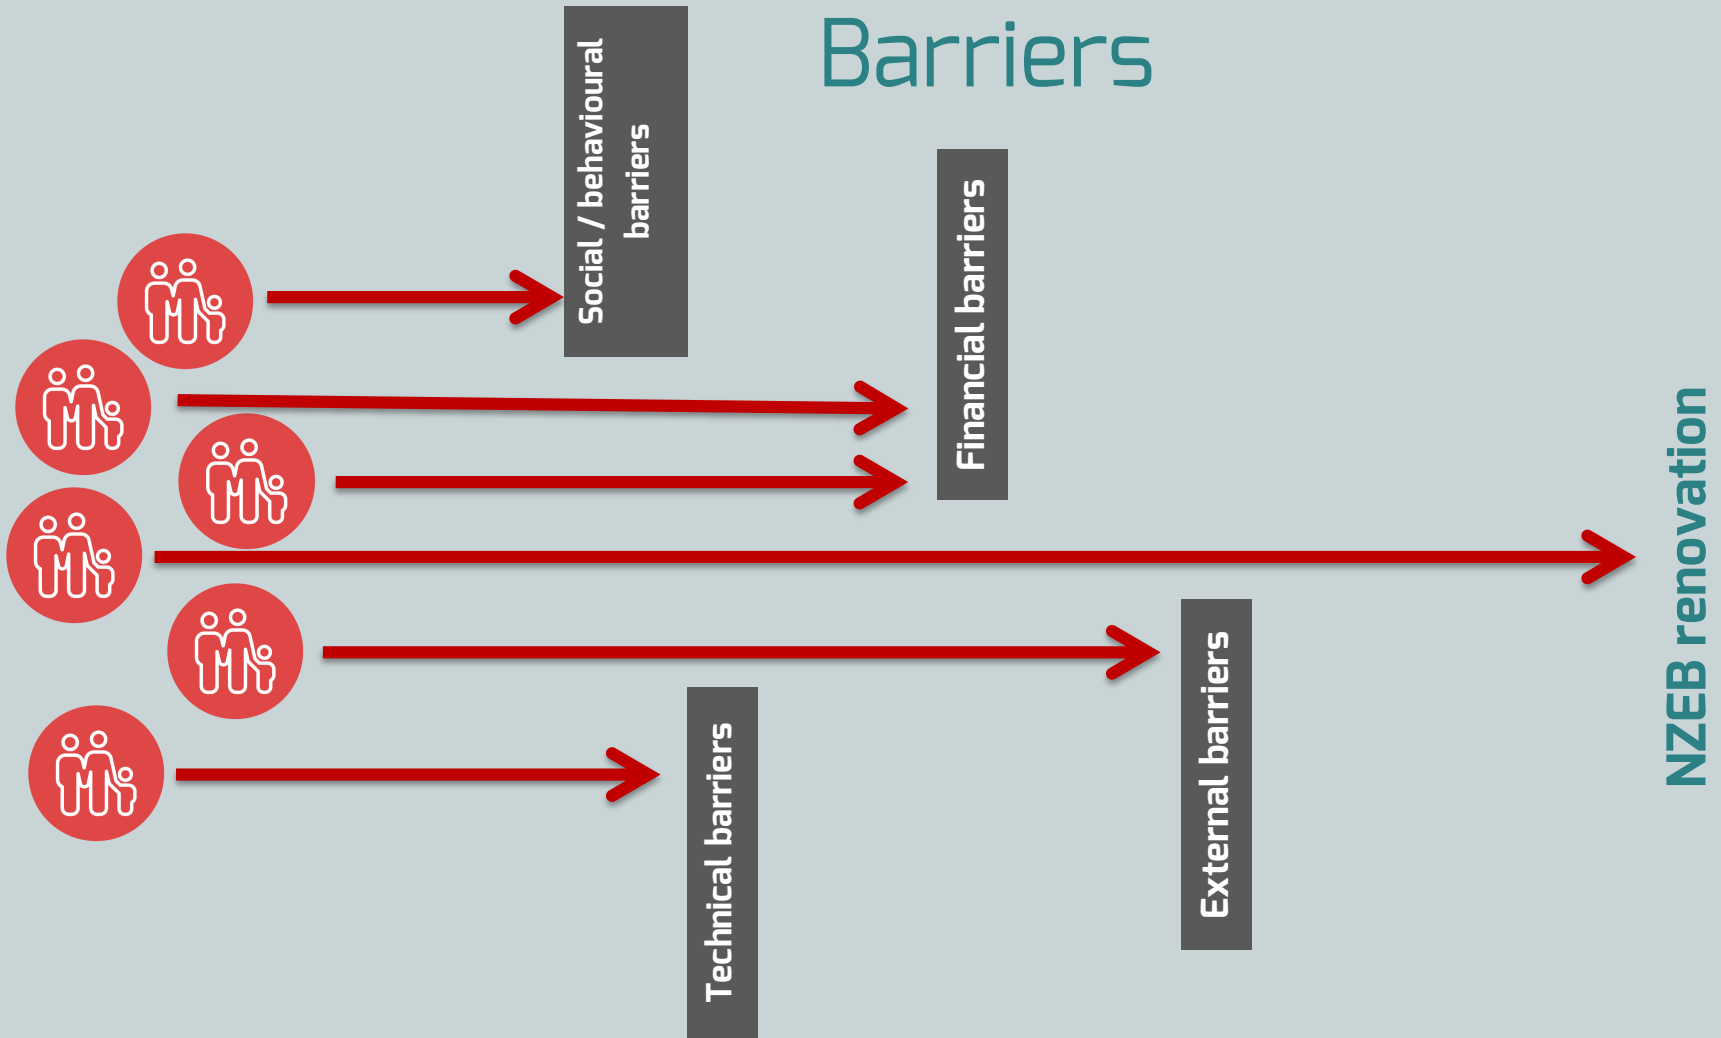 Barriers
Social / behavioural
barriers
Financial barriers
NZEB renovation
Technical barriers
External barriers